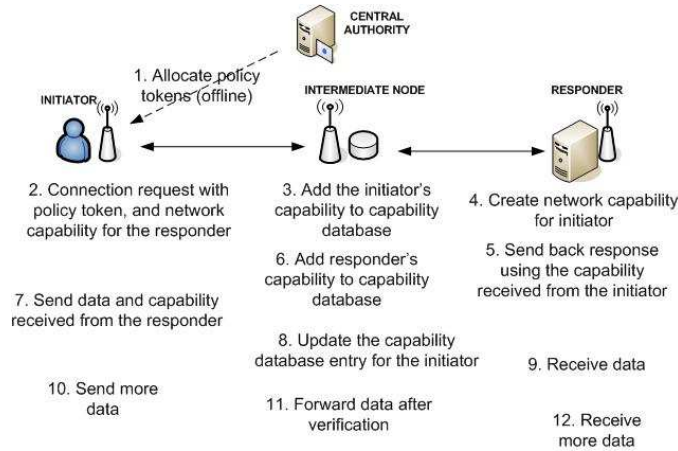 CENTRAL
AUTHORITY
1. Allocate policy
tokens (offline)
INITIATOR
INTERMEDIATE NODE
RESPONDER
2. Connection request with
policy token, and network
capability for the responder
3. Add the initiator's
capability to capability
database
4. Create network capability
for initiator
5. Send back response
using the capability
received from the initiator
6. Add responder's
capability to capability
database
7. Send data and capability
received from the responder
8. Update the capability
database entry for the initiator
9. Receive data
10. Send more
data
11. Forward data after
verification
12. Receive
more data